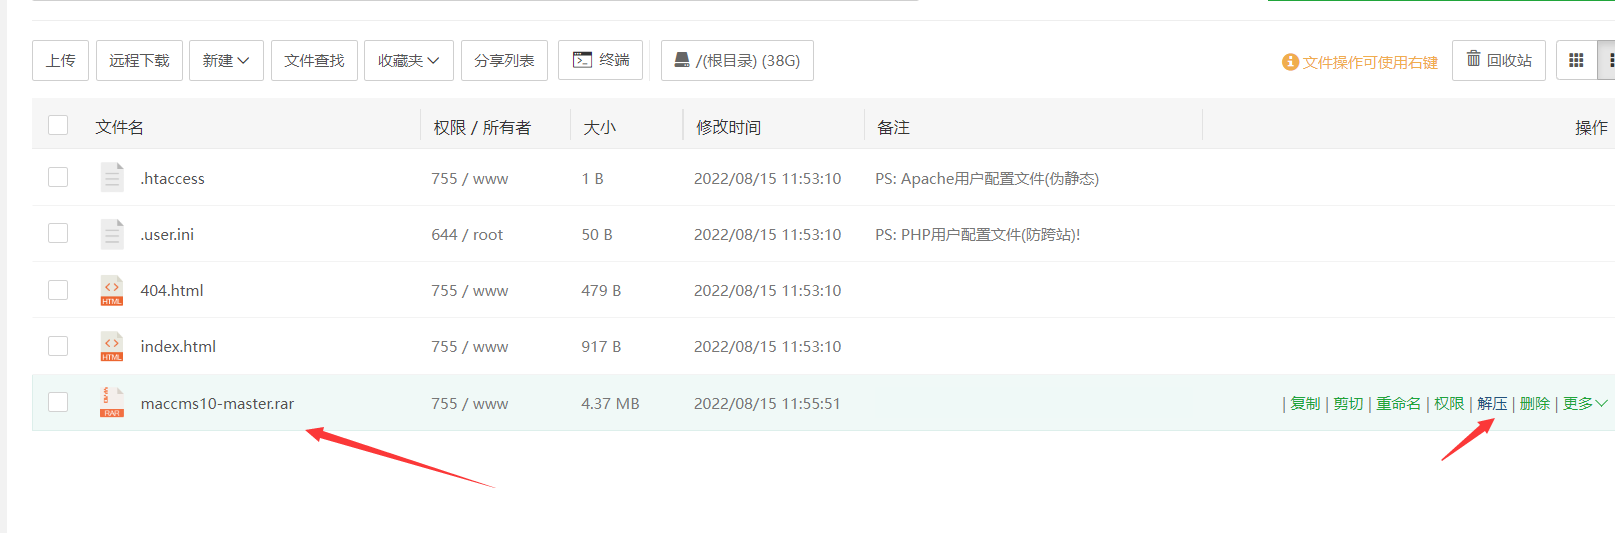 上传 远程下载 新建 文件查找 收藏夹 分享列表 终端 /(根目录) (38G) 文件操作可使用右键 回收站
文件名 权限 / 所有者 大小 修改时间 备注 操作
.htaccess 755 / www 1 B 2022/08/15 11:53:10 PS: Apache用户配置文件(伪静态)
.user.ini 644 / root 50 B 2022/08/15 11:53:10 PS: PHP用户配置文件(防跨站)!
HTML 404.html 755 / www 479 B 2022/08/15 11:53:10
HTML index.html 755 / www 917 B 2022/08/15 11:53:10
RAR maccms10-master.rar 755 / www 4.37 MB 2022/08/15 11:55:51 | 复制 | 剪切 | 重命名 | 权限 | 解压 | 删除 | 更多